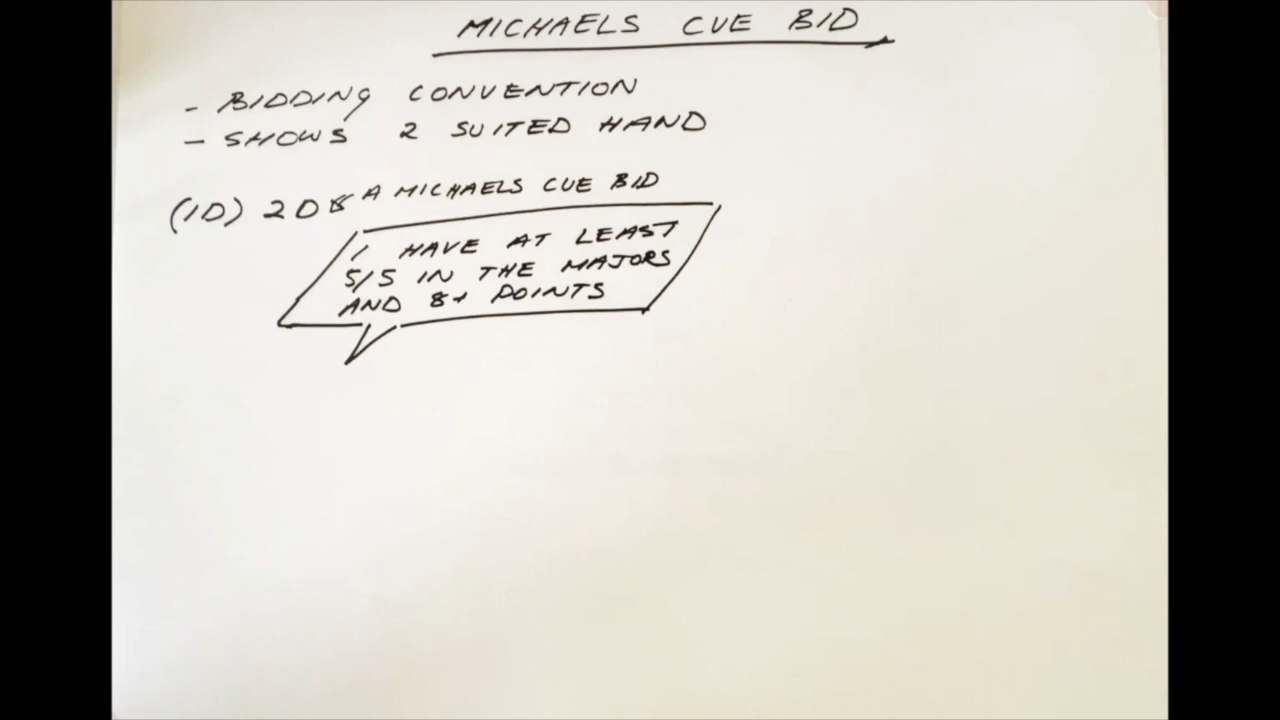 MICHAELS CUE BID
- BIDDING CONVENTION
- SHOWS 2 SUITED HAND
(1D) 2D A MICHAELS CUE BID
I HAVE AT LEAST
5/5 IN THE MAJORS
AND 8+ POINTS